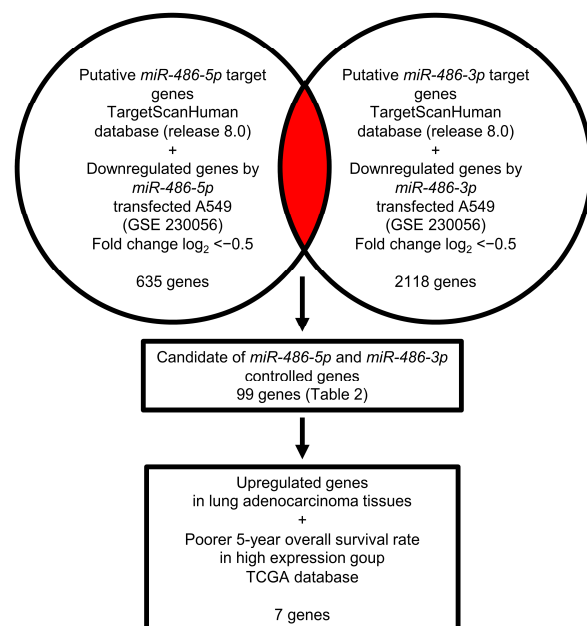 Putative miR-486-5p target
genes
TargetScanHuman
database (release 8.0)
+
Downregulated genes by
miR-486-5p
transfected A549
(GSE 230056)
Fold change log₂ <−0.5
635 genes
Putative miR-486-3p target
genes
TargetScanHuman
database (release 8.0)
+
Downregulated genes by
miR-486-3p
transfected A549
(GSE 230056)
Fold change log₂ <−0.5
2118 genes
Candidate of miR-486-5p and miR-486-3p
controlled genes
99 genes (Table 2)
Upregulated genes
in lung adenocarcinoma tissues
+
Poorer 5-year overall survival rate
in high expression goup
TCGA database
7 genes